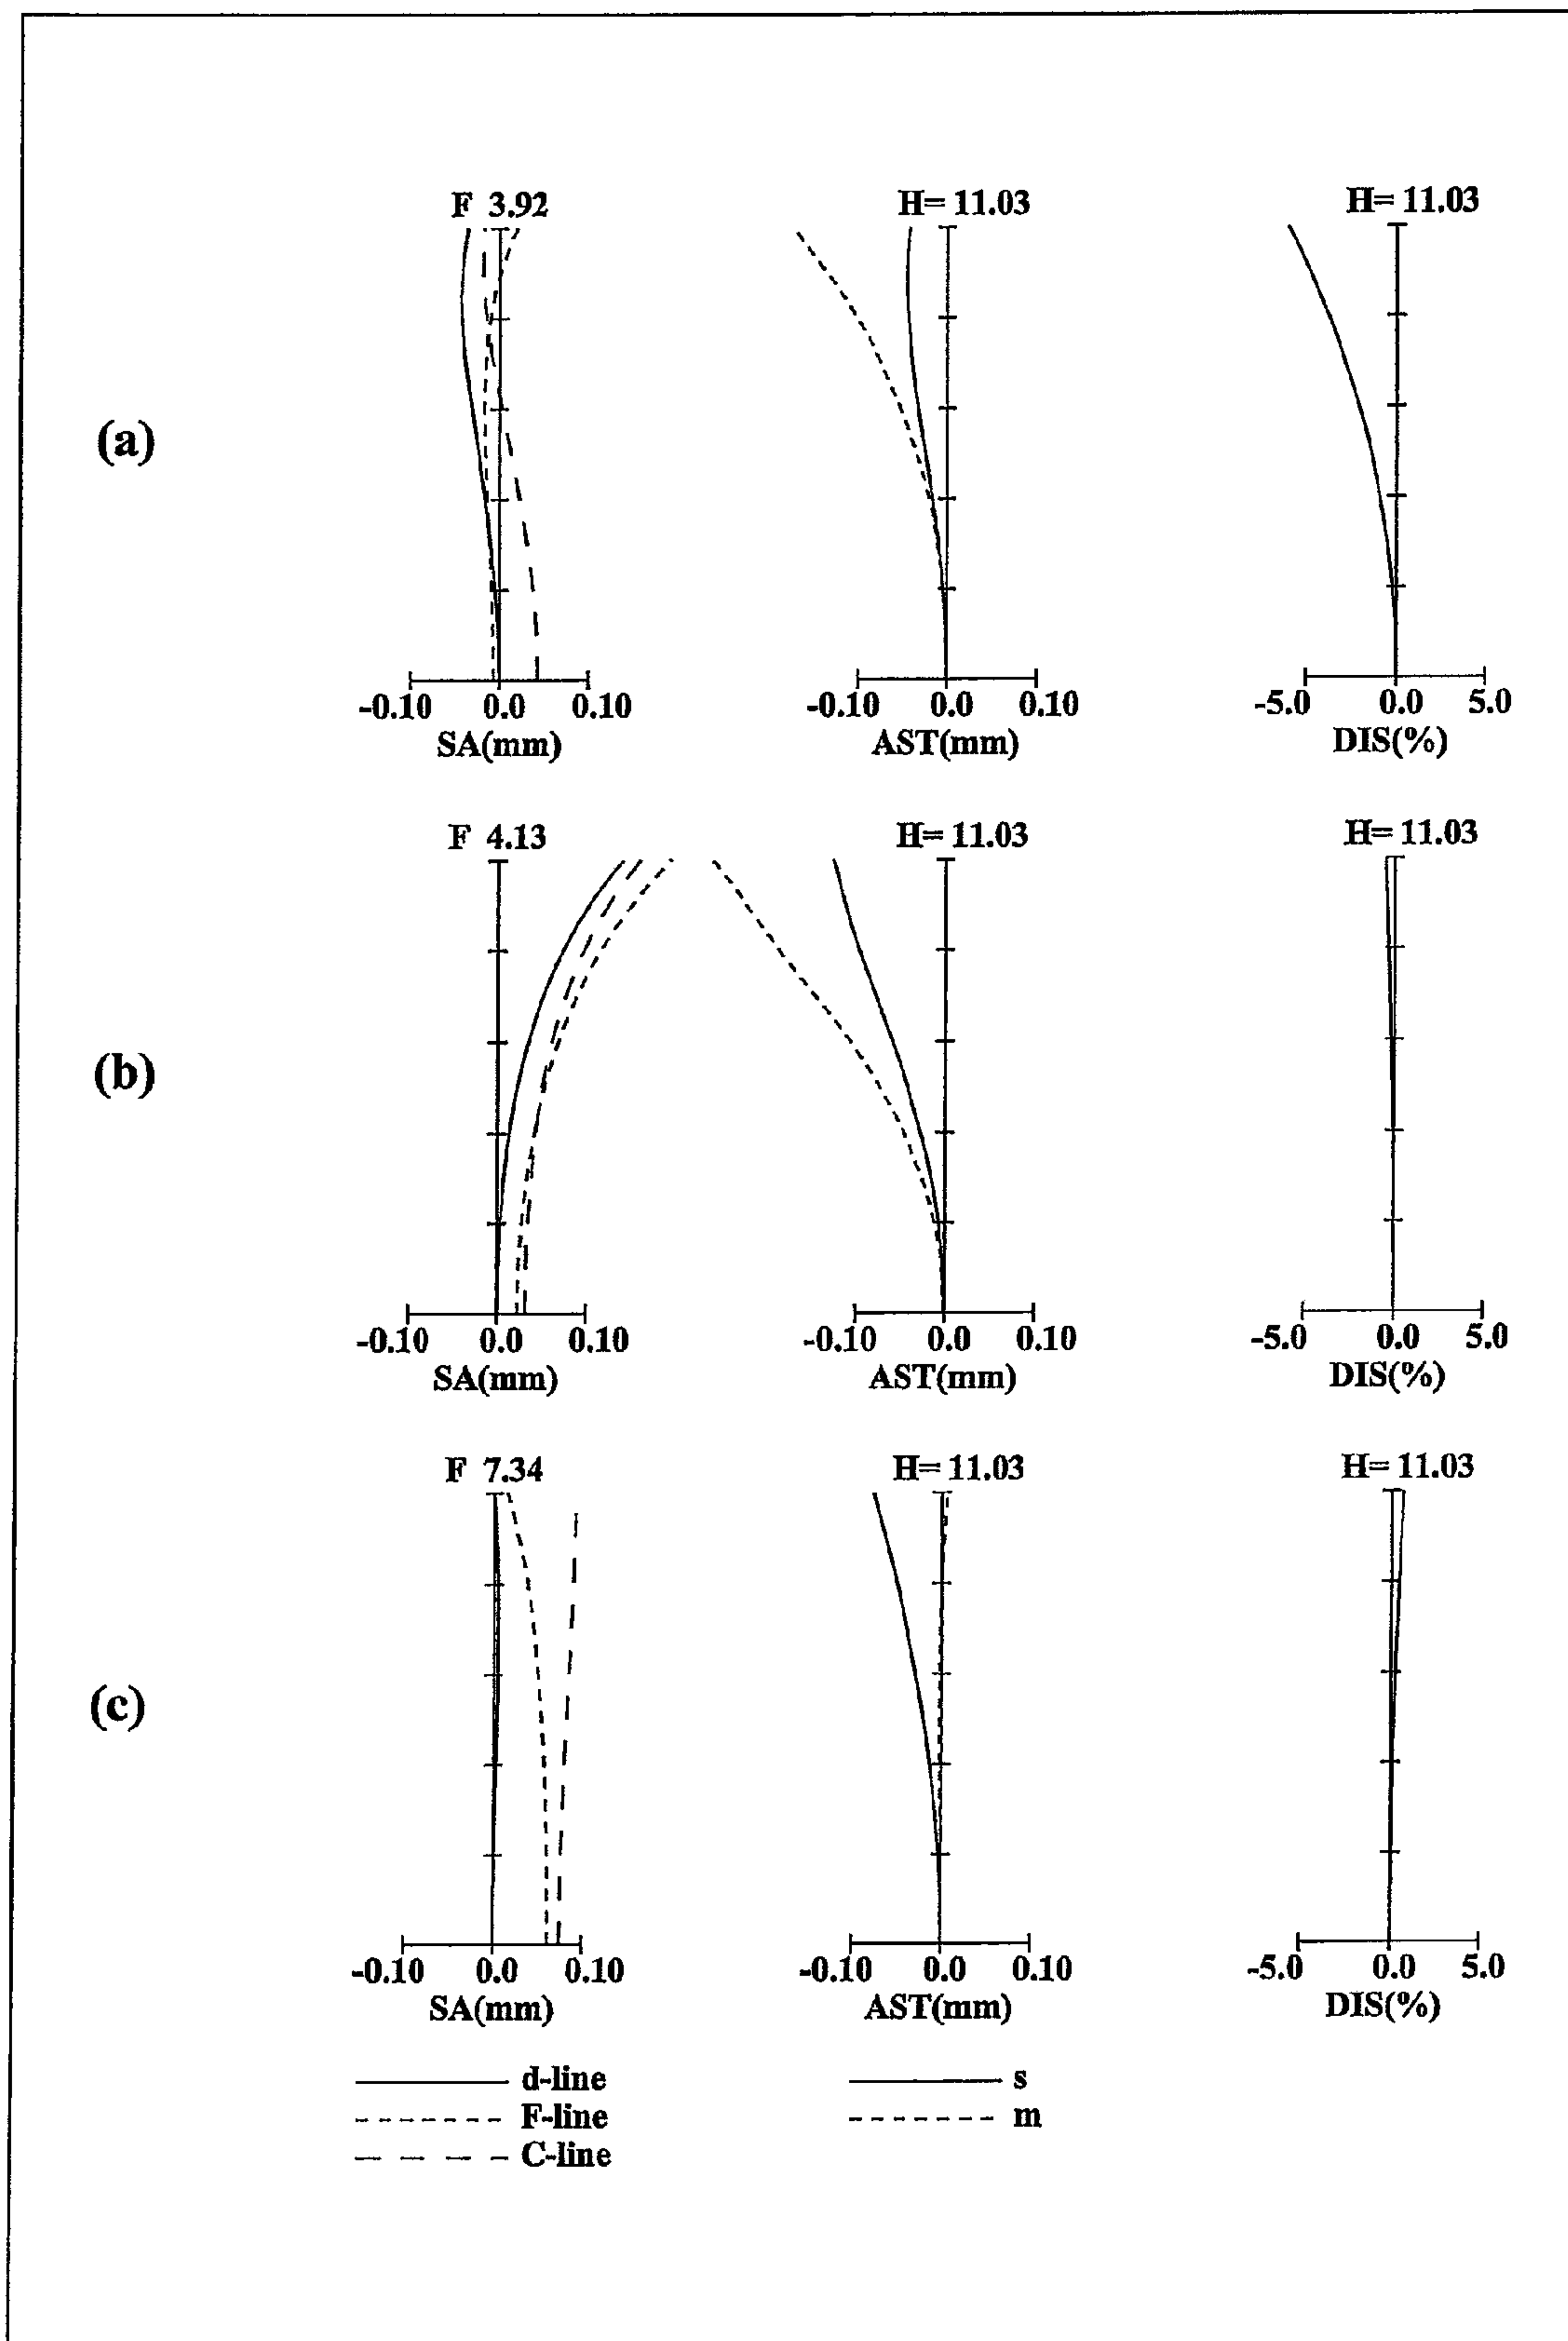 F 3.92 H= 11.03 H= 11.03
(a)
-0.10 0.0 0.10 -0.10 0.0 0.10 -5.0 0.0 5.0
SA(mm) AST(mm) DIS(%)
F 4.13 H= 11.03 H= 11.03
(b)
-0.10 0.0 0.10 -0.10 0.0 0.10 -5.0 0.0 5.0
SA(mm) AST(mm) DIS(%)
F 7.34 H= 11.03 H= 11.03
(c)
-0.10 0.0 0.10 -0.10 0.0 0.10 -5.0 0.0 5.0
SA(mm) AST(mm) DIS(%)
d-line s
F-line m
C-line